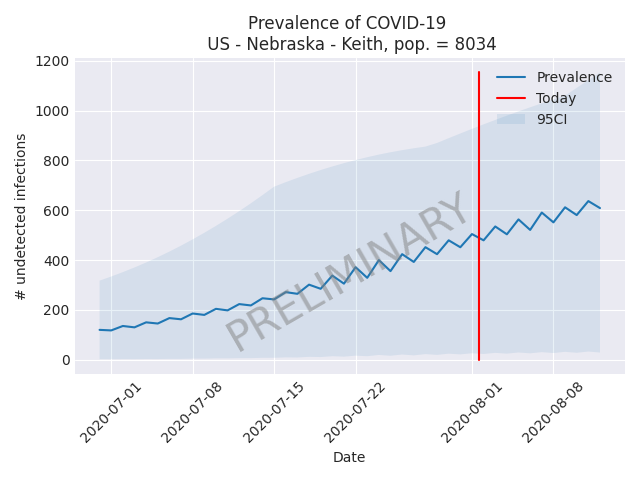 Prevalence of COVID-19
US - Nebraska - Keith, pop. = 8034
1200
1000
800
600
400
200
0
# undetected infections
Prevalence
Today
95CI
PRELIMINARY
2020-07-01
2020-07-08
2020-07-15
2020-07-22
2020-08-01
2020-08-08
Date